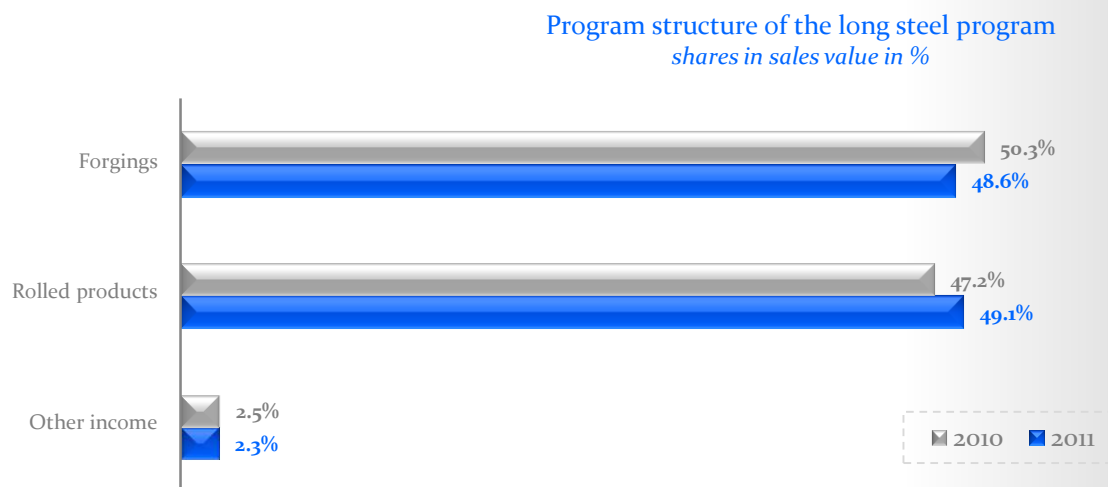 Program structure of the long steel program
shares in sales value in %
Forgings
50.3%
48.6%
Rolled products
47.2%
49.1%
Other income
2.5%
2.3%
2010 2011